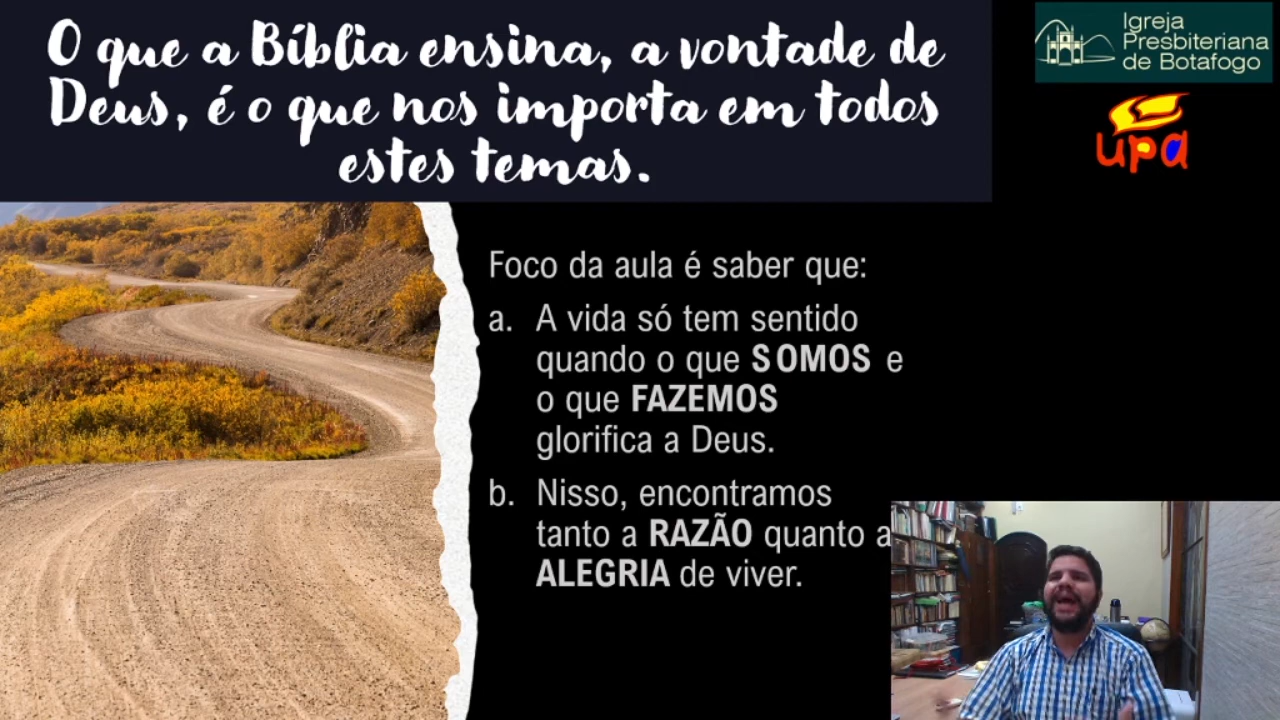 O que a Bíblia ensina, a vontade de
Deus, é o que nos importa em todos
estes temas.
Igreja
Presbiteriana
de Botafogo
upa
Foco da aula é saber que:
a. A vida só tem sentido
quando o que SOMOS e
o que FAZEMOS
glorifica a Deus.
b. Nisso, encontramos
tanto a RAZÃO quanto a
ALEGRIA de viver.